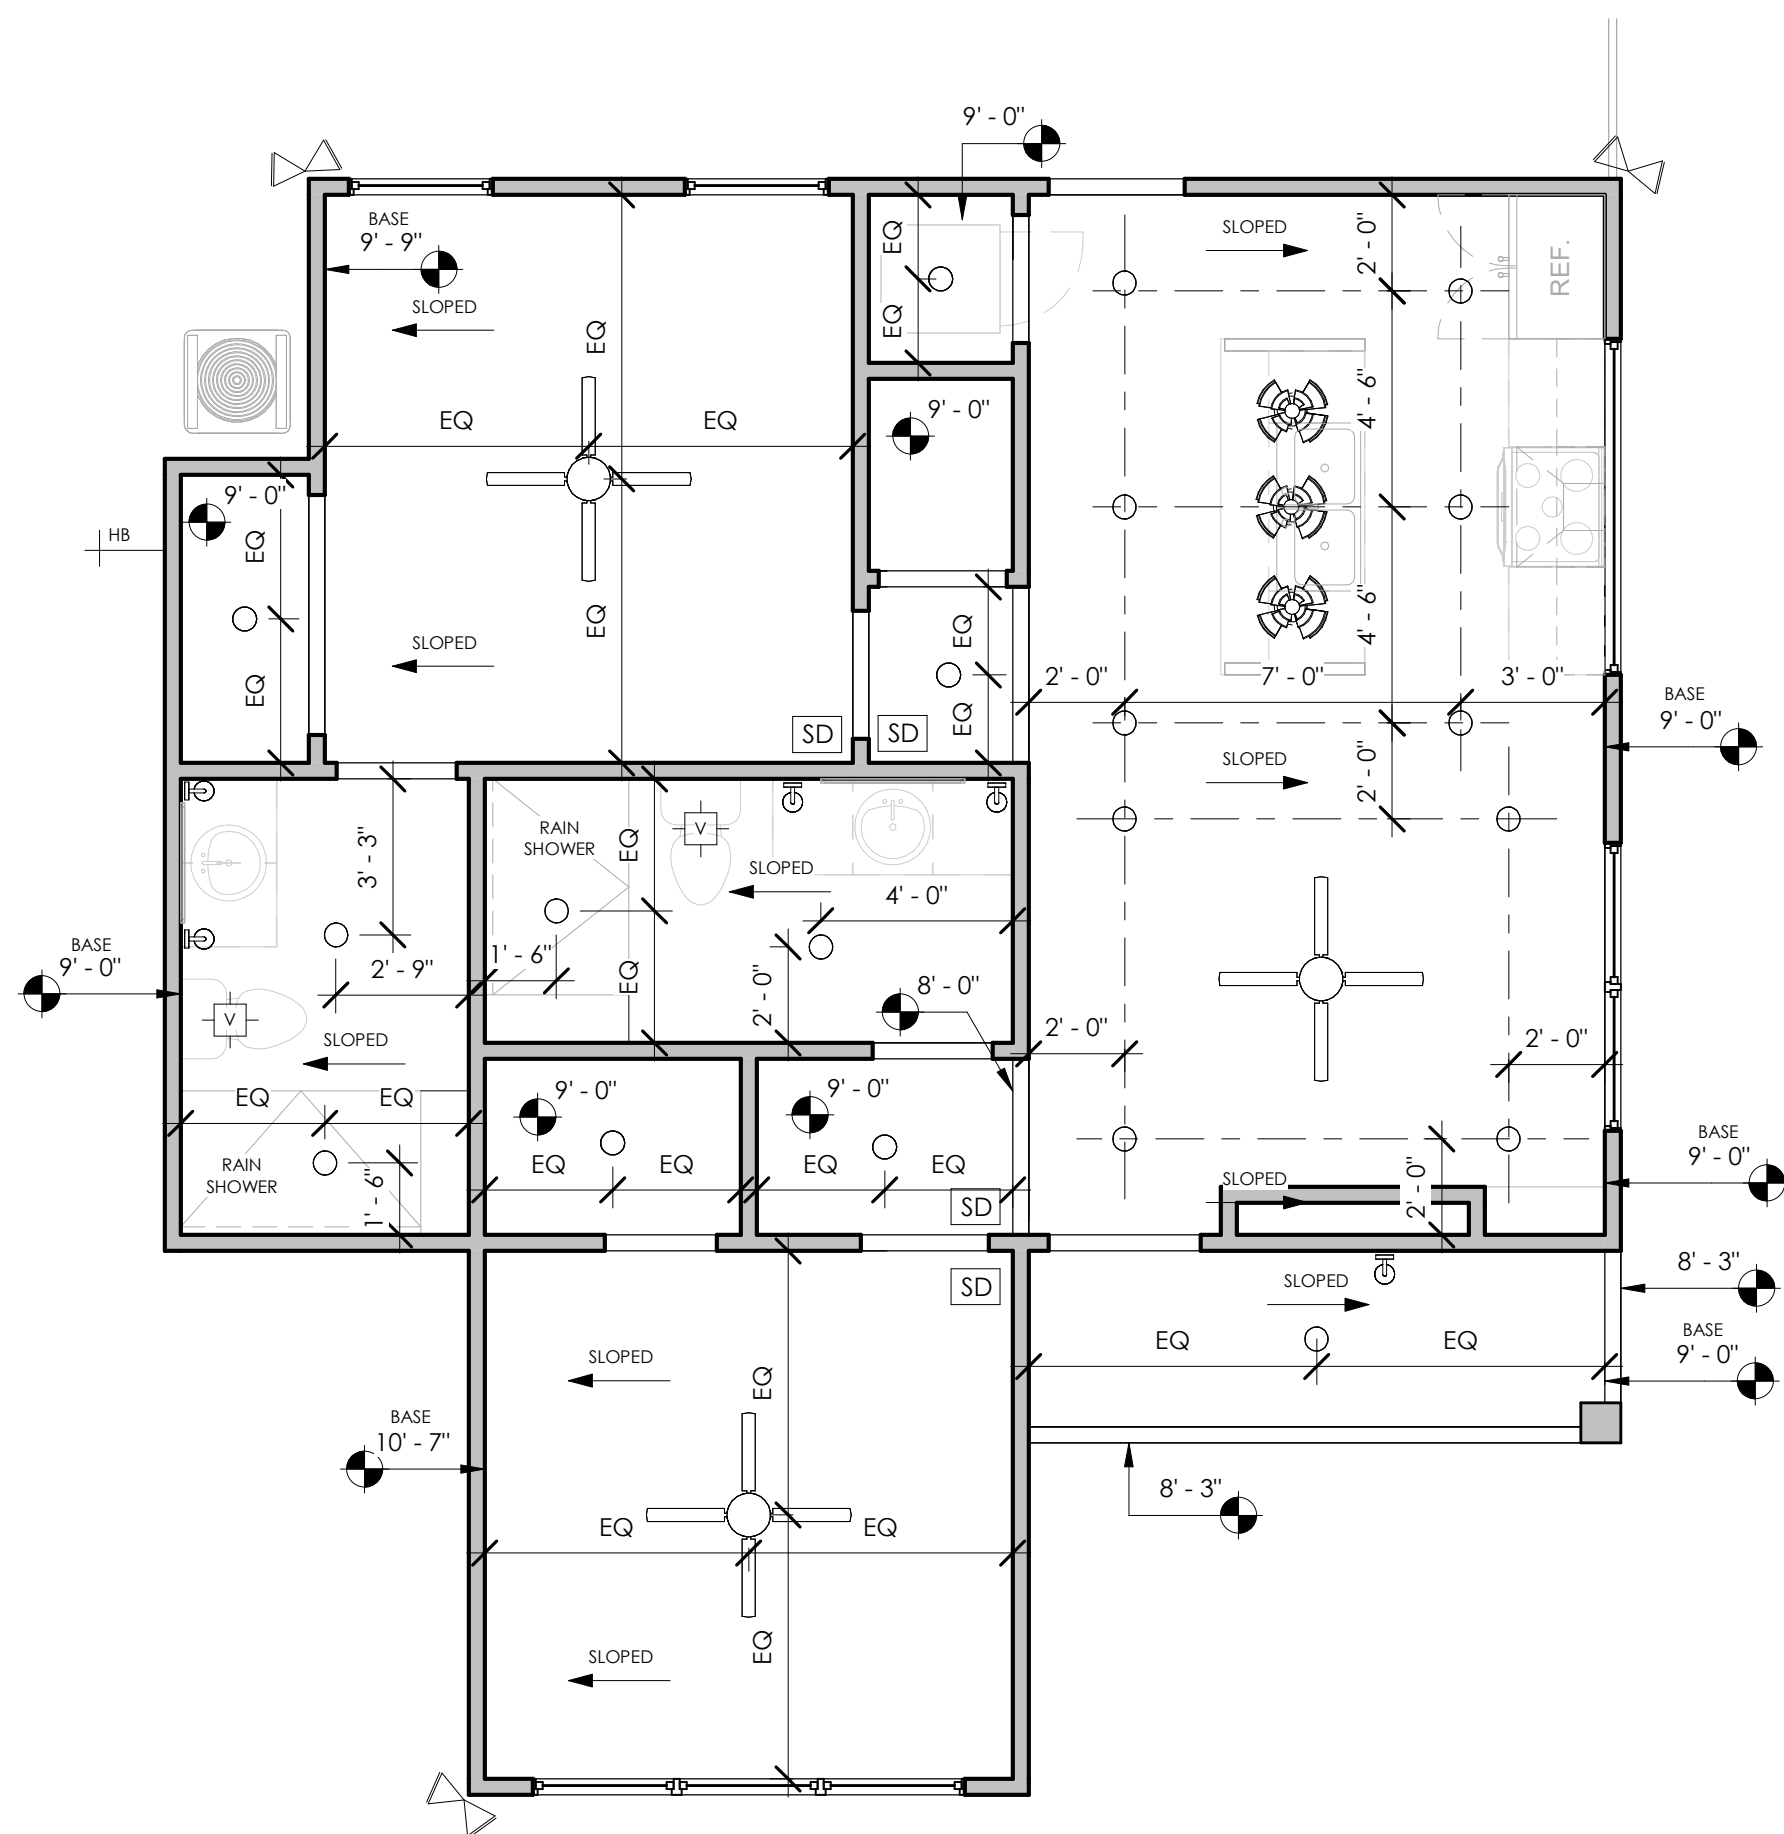 9' - 0"
BASE
9' - 9"
SLOPED
EQ
EQ
SLOPED
2' - 0"
REF.
EQ
EQ
EQ
EQ
9' - 0"
4' - 6"
9' - 0"
HB
EQ
EQ
EQ
4' - 6"
SLOPED
EQ
EQ
2' - 0"
7' - 0"
3' - 0"
BASE
9' - 0"
SD
SD
SLOPED
2' - 0"
RAIN
SHOWER
EQ
V
SLOPED
3' - 3"
4' - 0"
BASE
9' - 0"
2' - 9"
1' - 6"
EQ
2' - 0"
8' - 0"
V
SLOPED
2' - 0"
2' - 0"
EQ
EQ
9' - 0"
9' - 0"
RAIN
SHOWER
1' - 6"
EQ
EQ
EQ
EQ
SD
SLOPED
2' - 0"
BASE
9' - 0"
SD
SLOPED
8' - 3"
EQ
EQ
BASE
9' - 0"
SLOPED
EQ
BASE
10' - 7"
8' - 3"
EQ
EQ
EQ
SLOPED